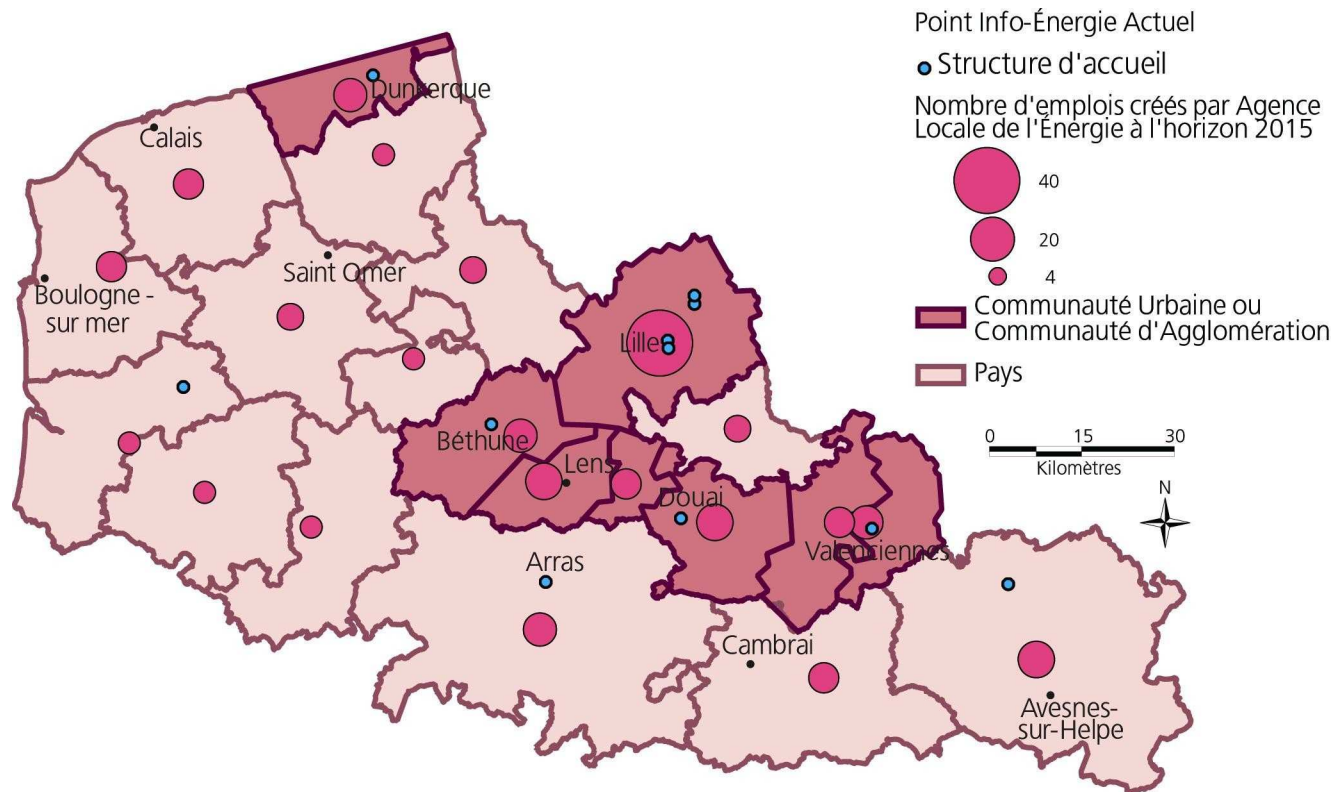 Point Info-Énergie Actuel
Structure d'accueil
Nombre d'emplois créés par Agence
Locale de l'Énergie à l'horizon 2015
40
20
4
Communauté Urbaine ou
Communauté d'Agglomération
Pays
0 15 30
Kilomètres
N
Dunkerque
Calais
Saint Omer
Boulogne -
sur mer
Lille
Béthune
Lens
Douai
Valenciennes
Arras
Cambrai
Avesnes-
sur-Helpe